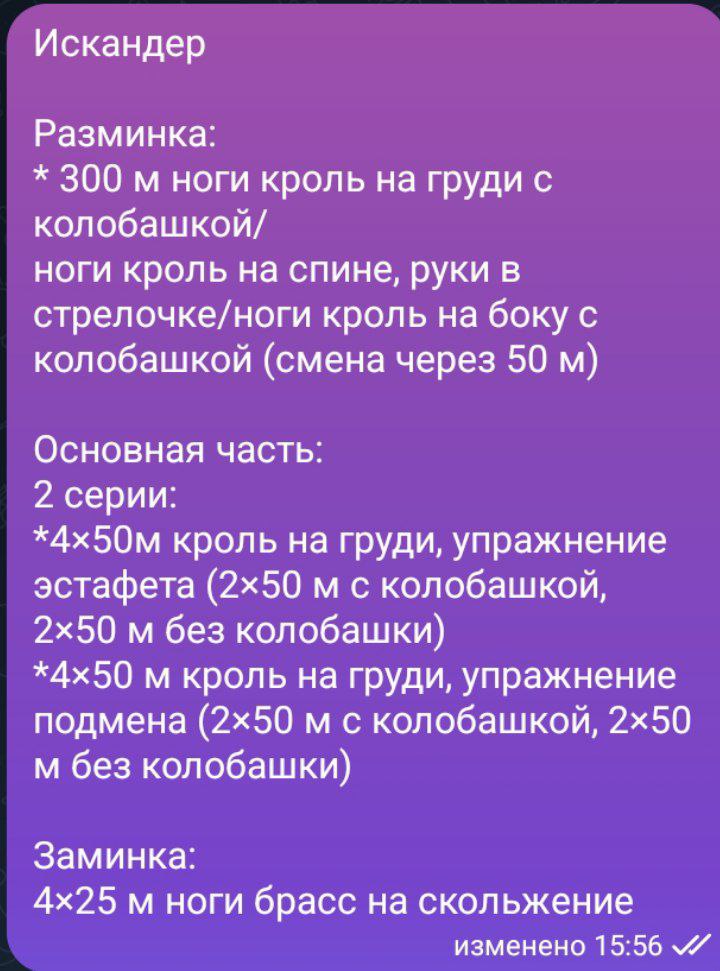 Искандер
Разминка:
* 300 м ноги кроль на груди с
колобашкой/
ноги кроль на спине, руки в
стрелочке/ноги кроль на боку с
колобашкой (смена через 50 м)
Основная часть:
2 серии:
*4×50м кроль на груди, упражнение
эстафета (2×50 м с колобашкой,
2×50 м без колобашки)
*4×50 м кроль на груди, упражнение
подмена (2×50 м с колобашкой, 2×50
м без колобашки)
Заминка:
4×25 м ноги брасс на скольжение
изменено 15:56